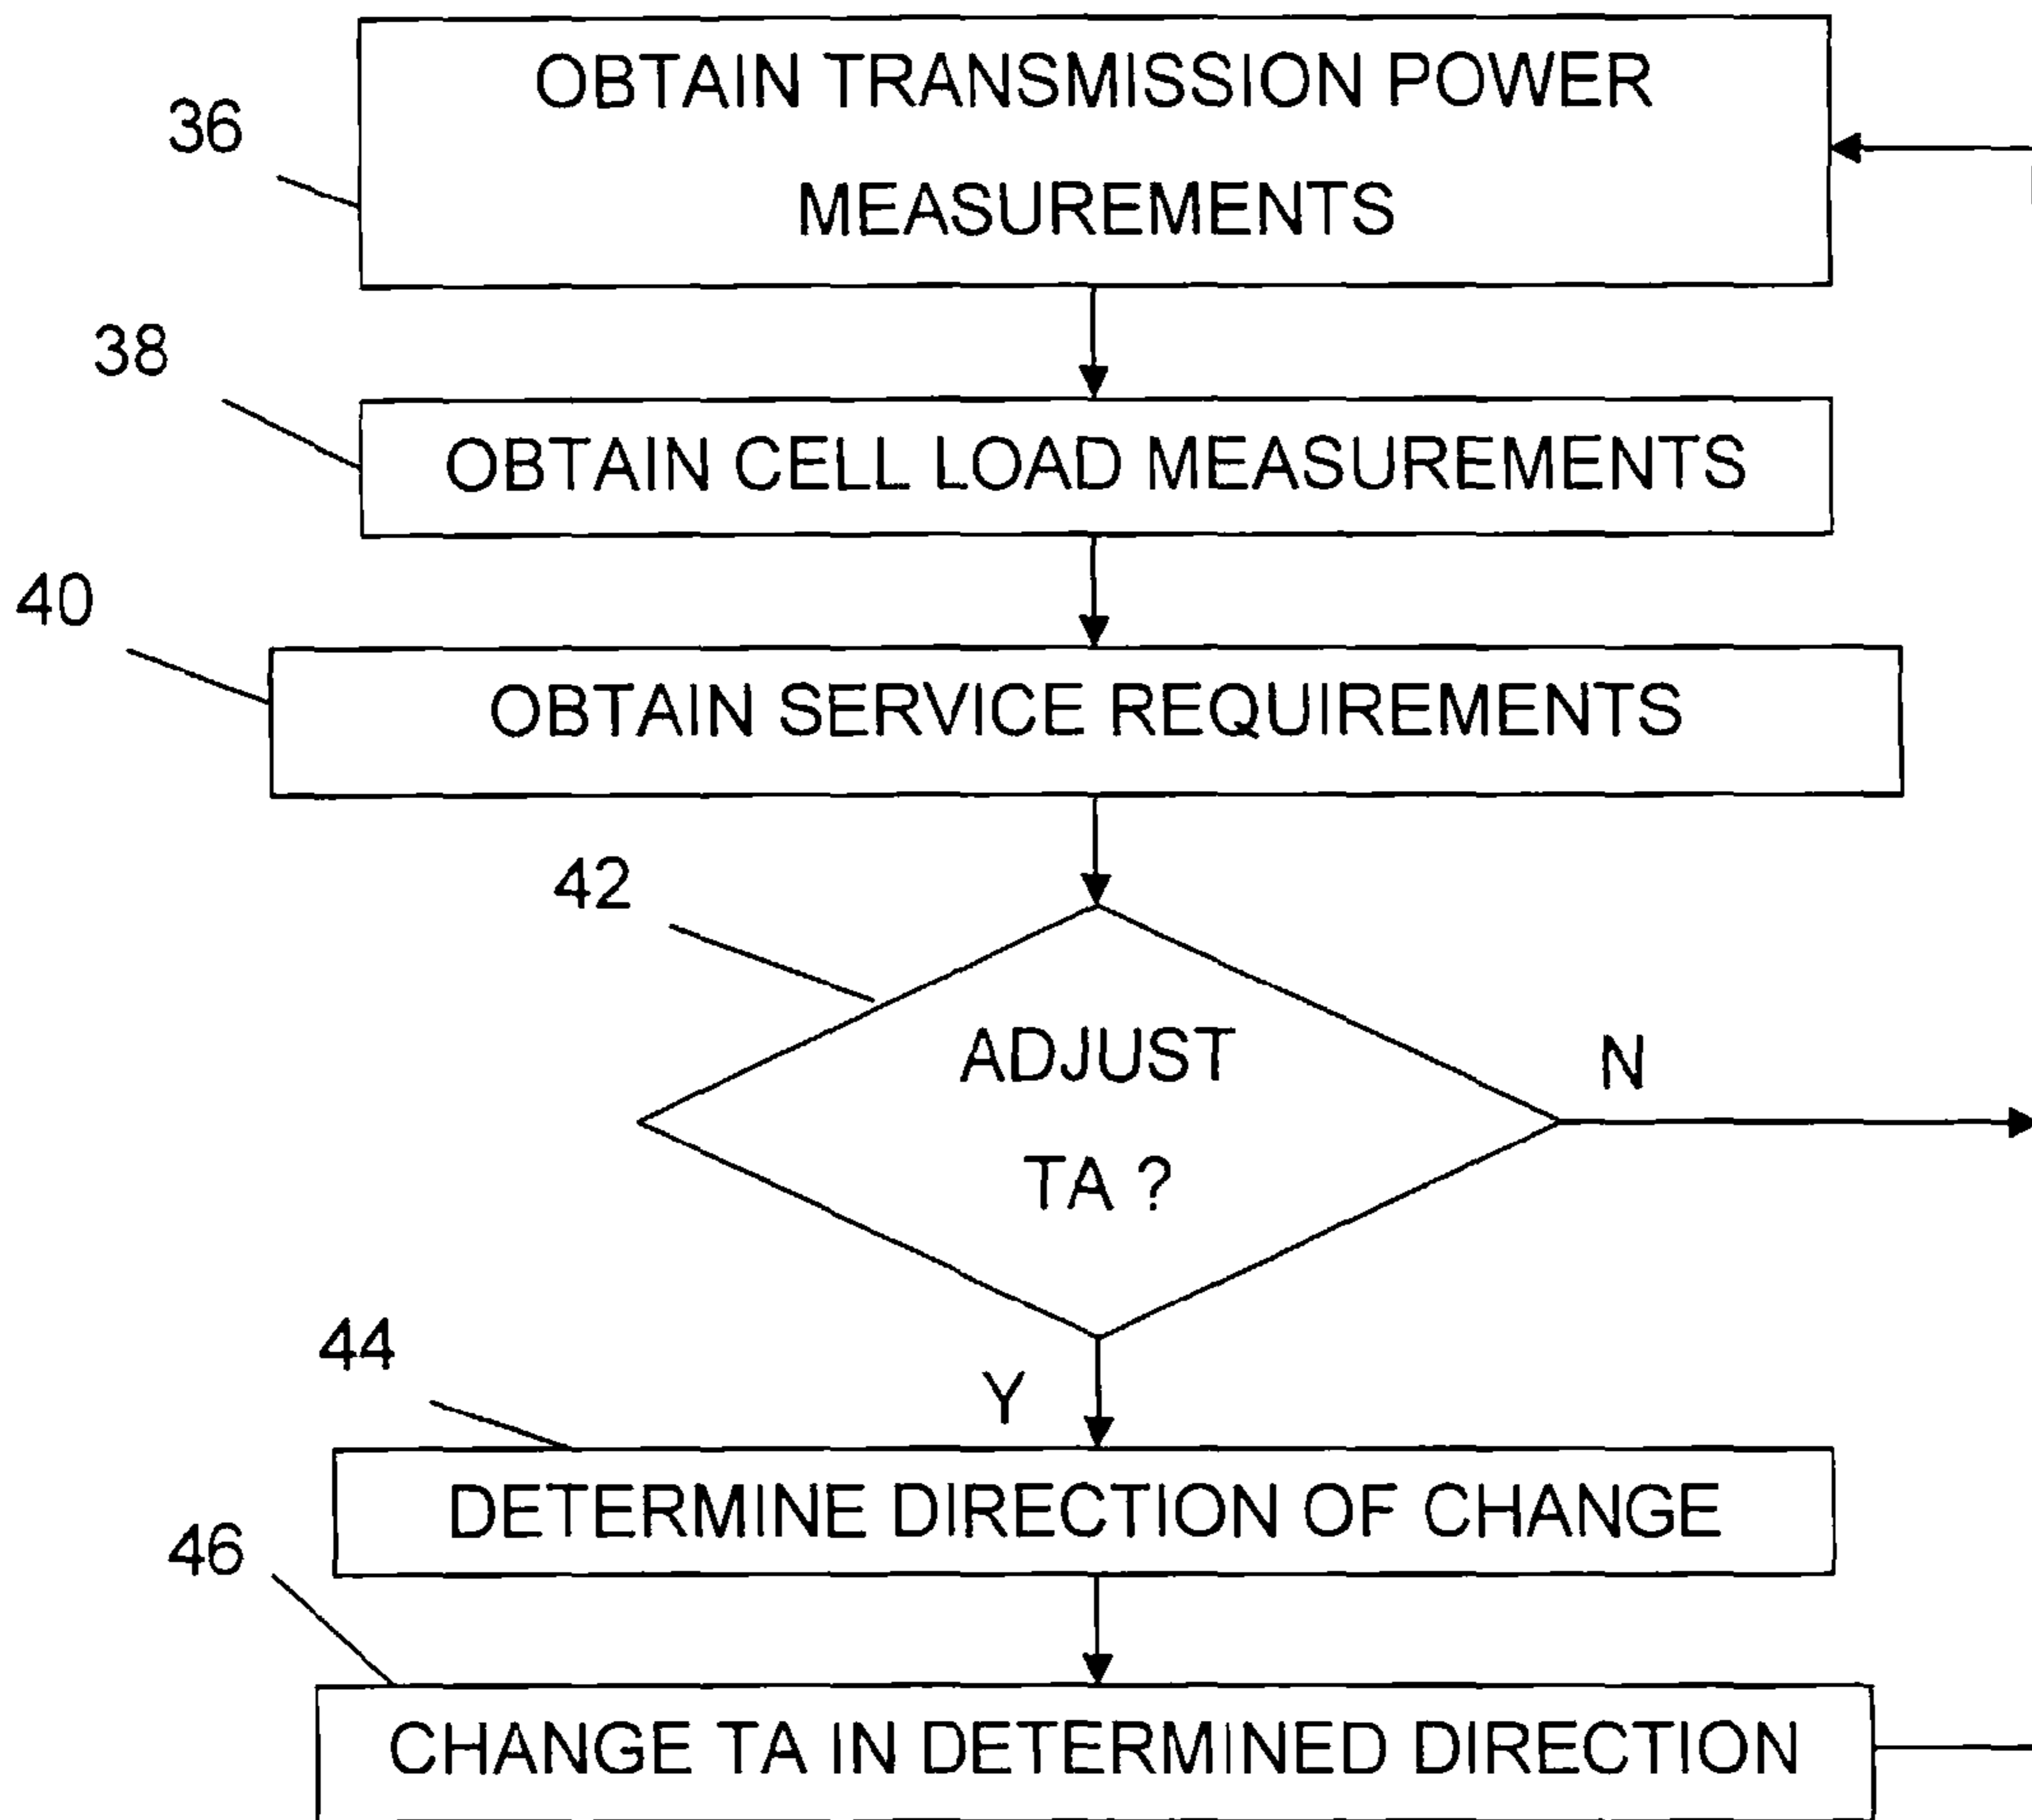 OBTAIN TRANSMISSION POWER
MEASUREMENTS
36
38
OBTAIN CELL LOAD MEASUREMENTS
40
OBTAIN SERVICE REQUIREMENTS
42
ADJUST
TA ?
N
Y
44
DETERMINE DIRECTION OF CHANGE
46
CHANGE TA IN DETERMINED DIRECTION